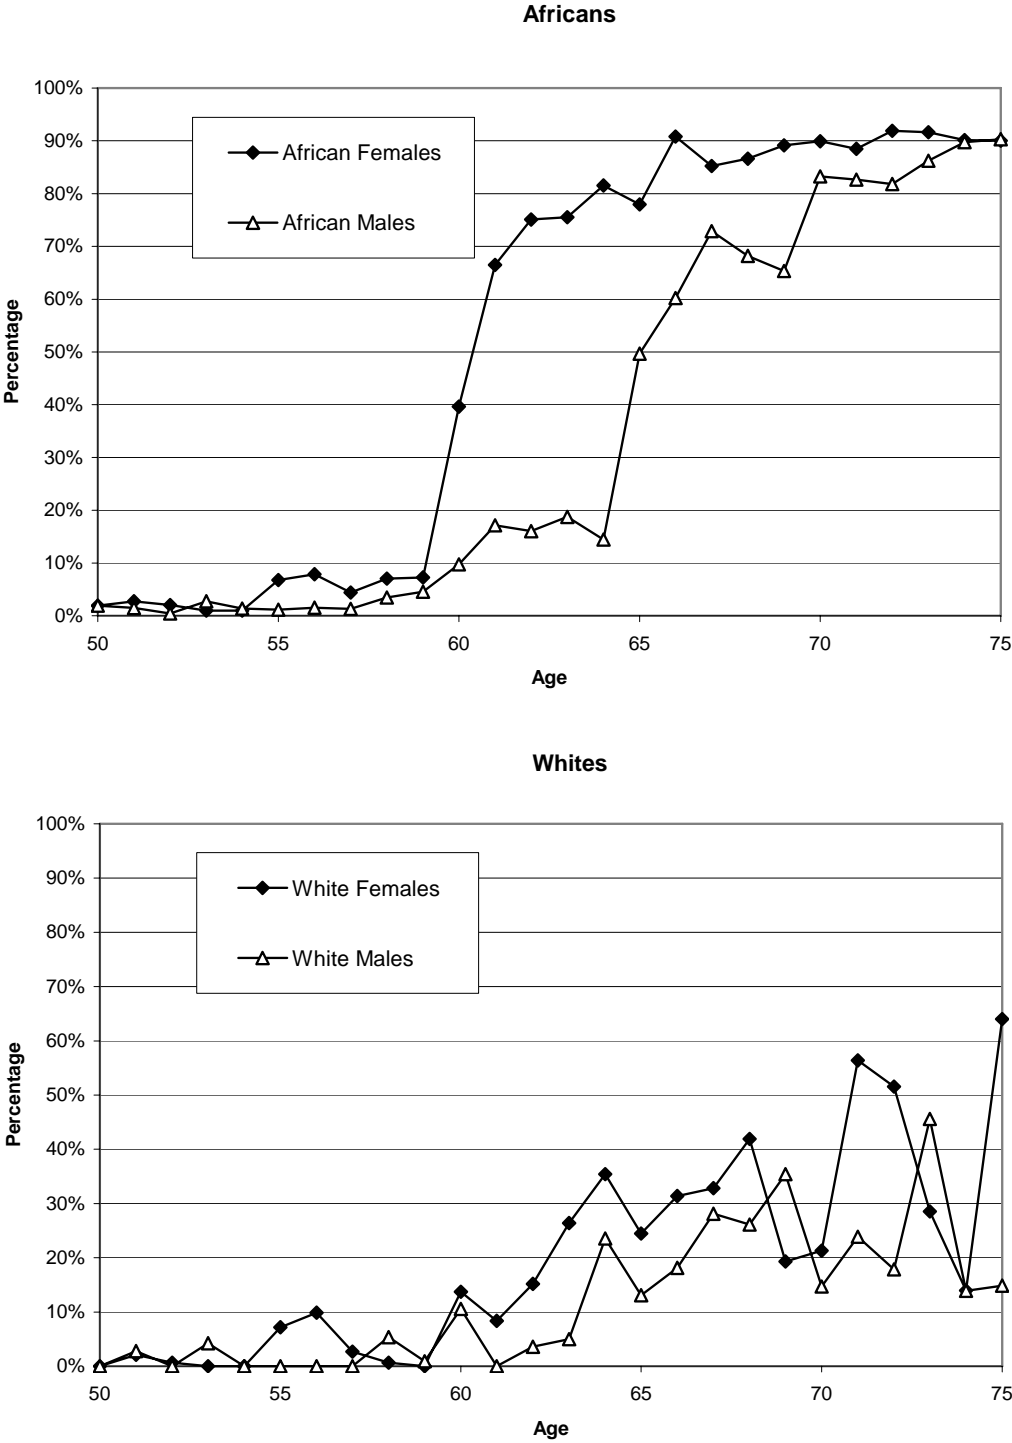 Africans
100%
90%
80%
70%
60%
50%
40%
30%
20%
10%
0%
Percentage
African Females
African Males
50 55 60 65 70 75
Age
Whites
100%
90%
80%
70%
60%
50%
40%
30%
20%
10%
0%
Percentage
White Females
White Males
50 55 60 65 70 75
Age